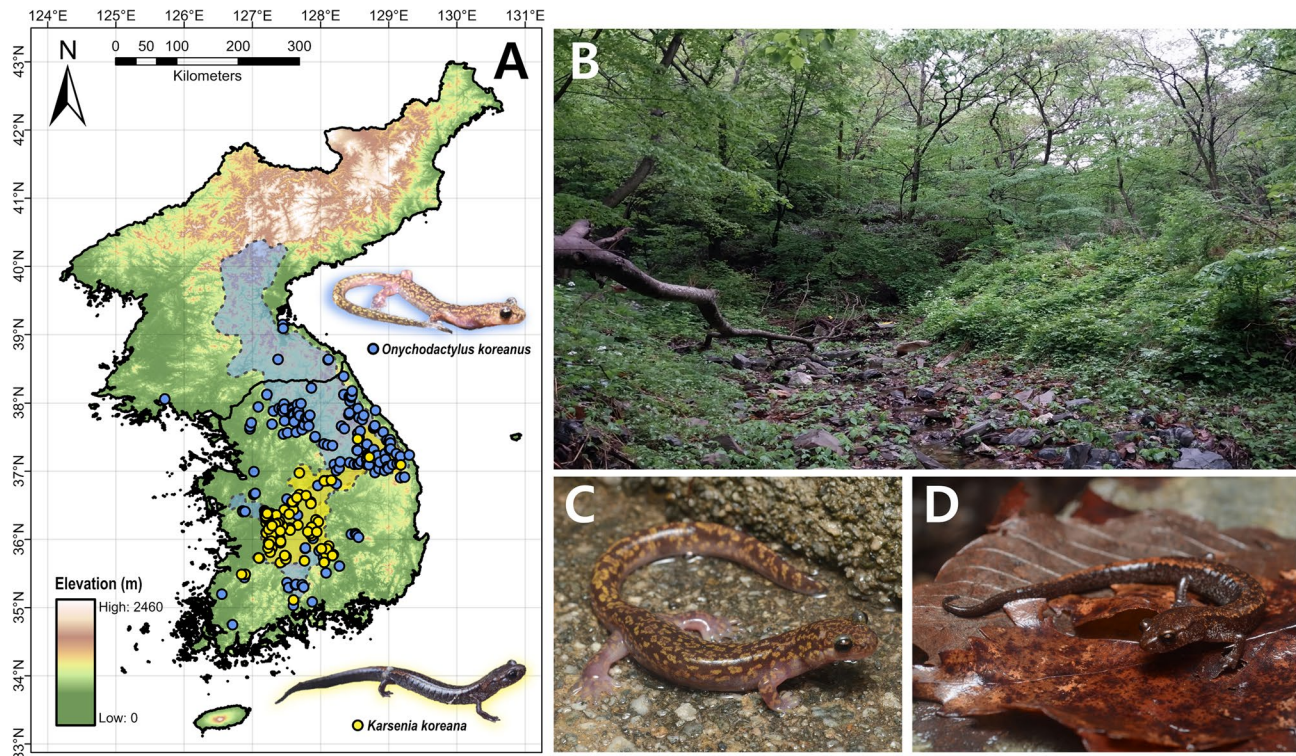 124°E 125°E 126°E 127°E 128°E 129°E 130°E 131°E
N
0 50 100 200 300
Kilometers
A
43°N
42°N
41°N
40°N
39°N
38°N
37°N
36°N
35°N
34°N
33°N
Onychodactylus koreanus
Elevation (m)
High: 2460
Low: 0
Karsenia koreana
B
C
D